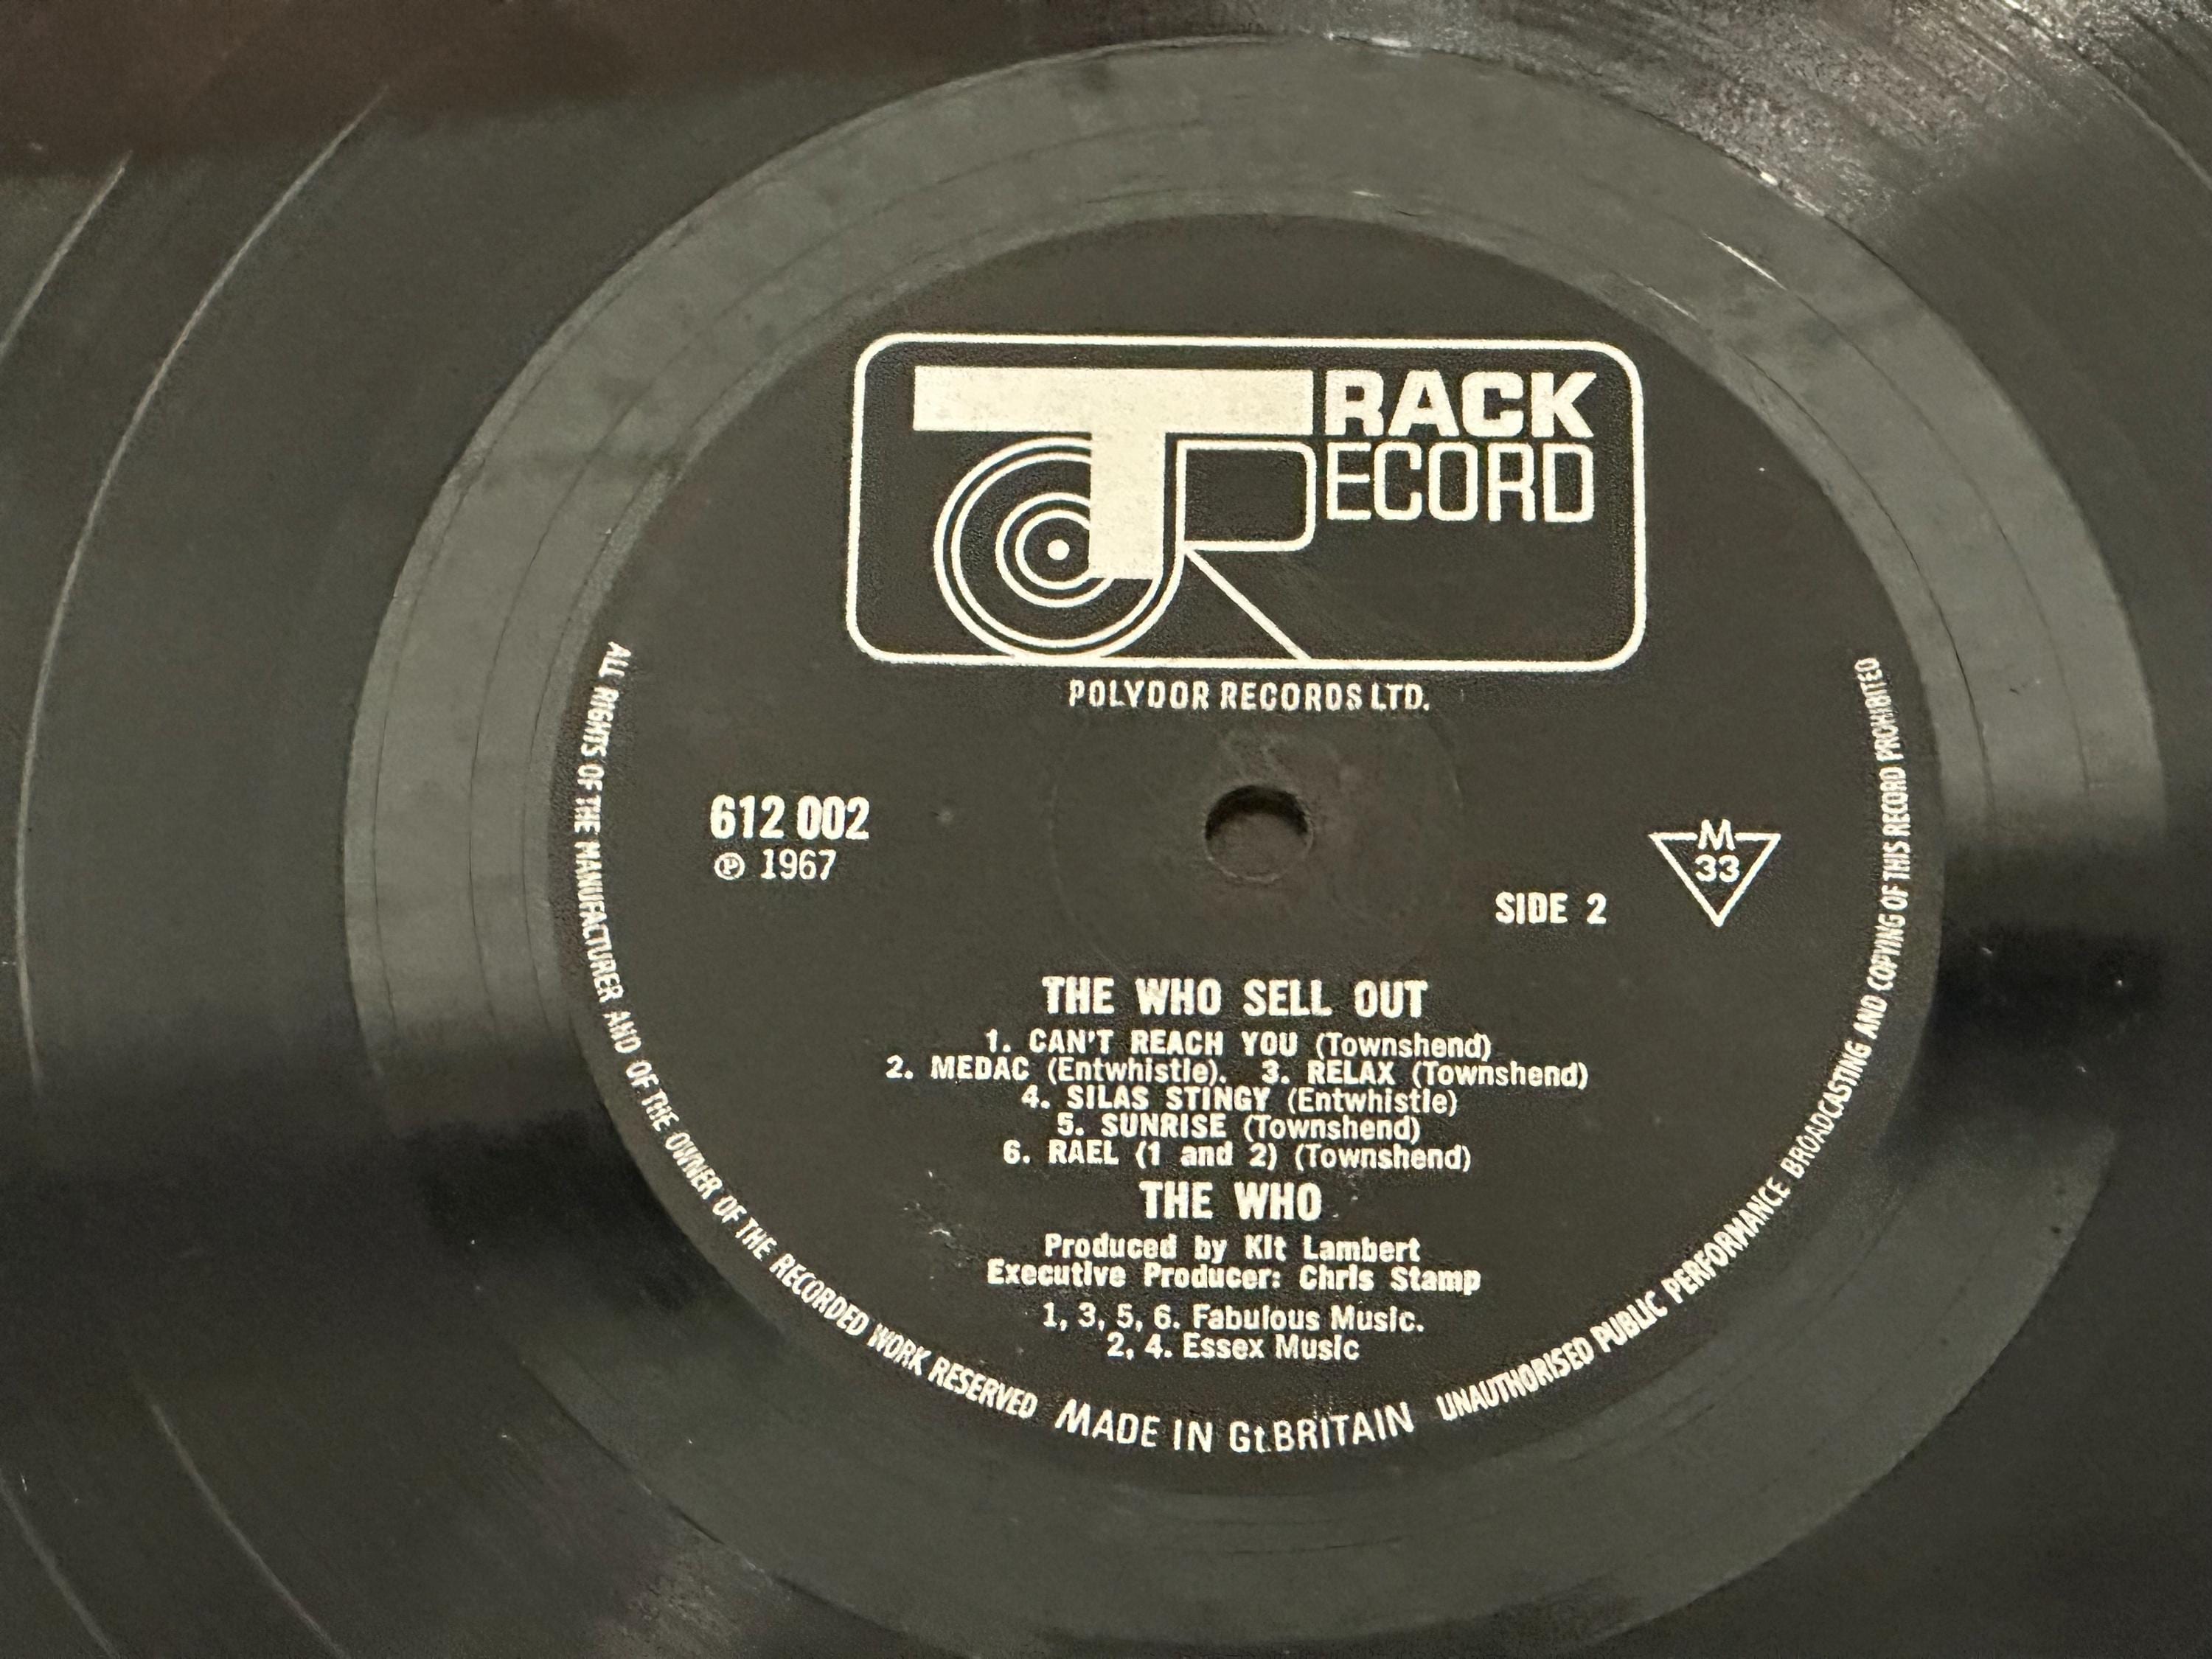 TRACK
RECORD
POLYDOR RECORDS LTD.
612 002
℗ 1967
M
33
SIDE 2
THE WHO SELL OUT
1. CAN'T REACH YOU (Townshend)
2. MEDAC (Entwhistle). 3. RELAX (Townshend)
4. SILAS STINGY (Entwhistle)
5. SUNRISE (Townshend)
6. RAEL (1 and 2) (Townshend)
THE WHO
Produced by Kit Lambert
Executive Producer: Chris Stamp
1, 3, 5, 6. Fabulous Music.
2, 4. Essex Music
ALL RIGHTS OF THE MANUFACTURER AND OF THE OWNER OF THE RECORDED WORK RESERVED MADE IN Gt.BRITAIN UNAUTHORISED PUBLIC PERFORMANCE BROADCASTING AND COPYING OF THIS RECORD PROHIBITED